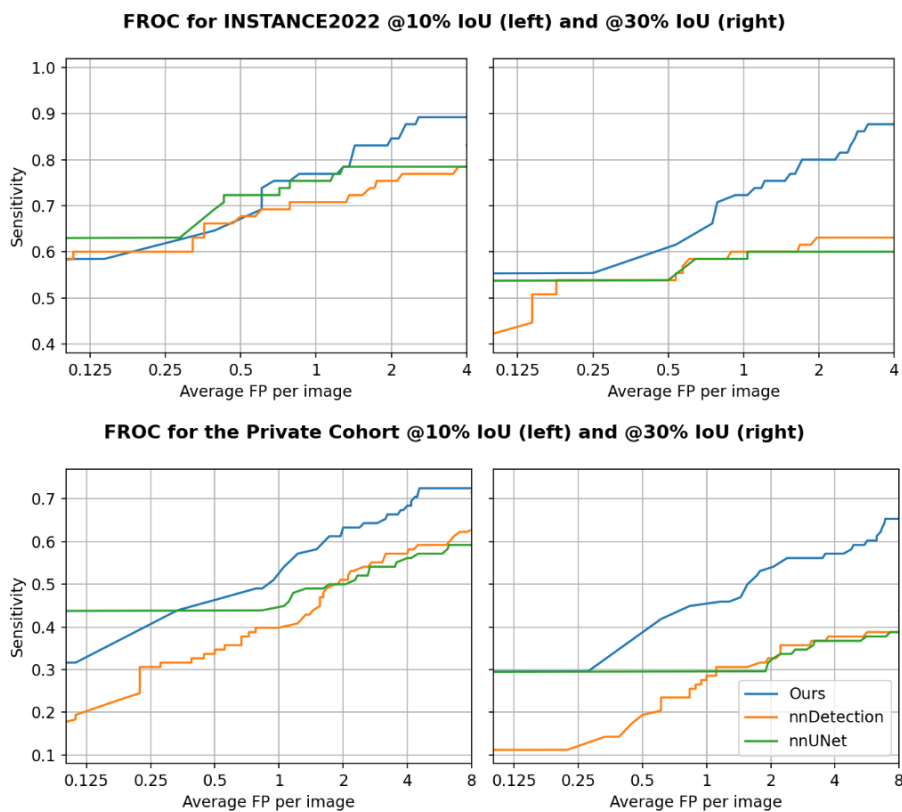 FROC for INSTANCE2022 @10% IoU (left) and @30% IoU (right)
1.0
0.9
0.8
0.7
0.6
0.5
0.4
Sensitivity
0.125 0.25 0.5 1 2 4
Average FP per image
0.125 0.25 0.5 1 2 4
Average FP per image
FROC for the Private Cohort @10% IoU (left) and @30% IoU (right)
0.7
0.6
0.5
0.4
0.3
0.2
0.1
Sensitivity
0.125 0.25 0.5 1 2 4 8
Average FP per image
Ours
nnDetection
nnUNet
0.125 0.25 0.5 1 2 4 8
Average FP per image